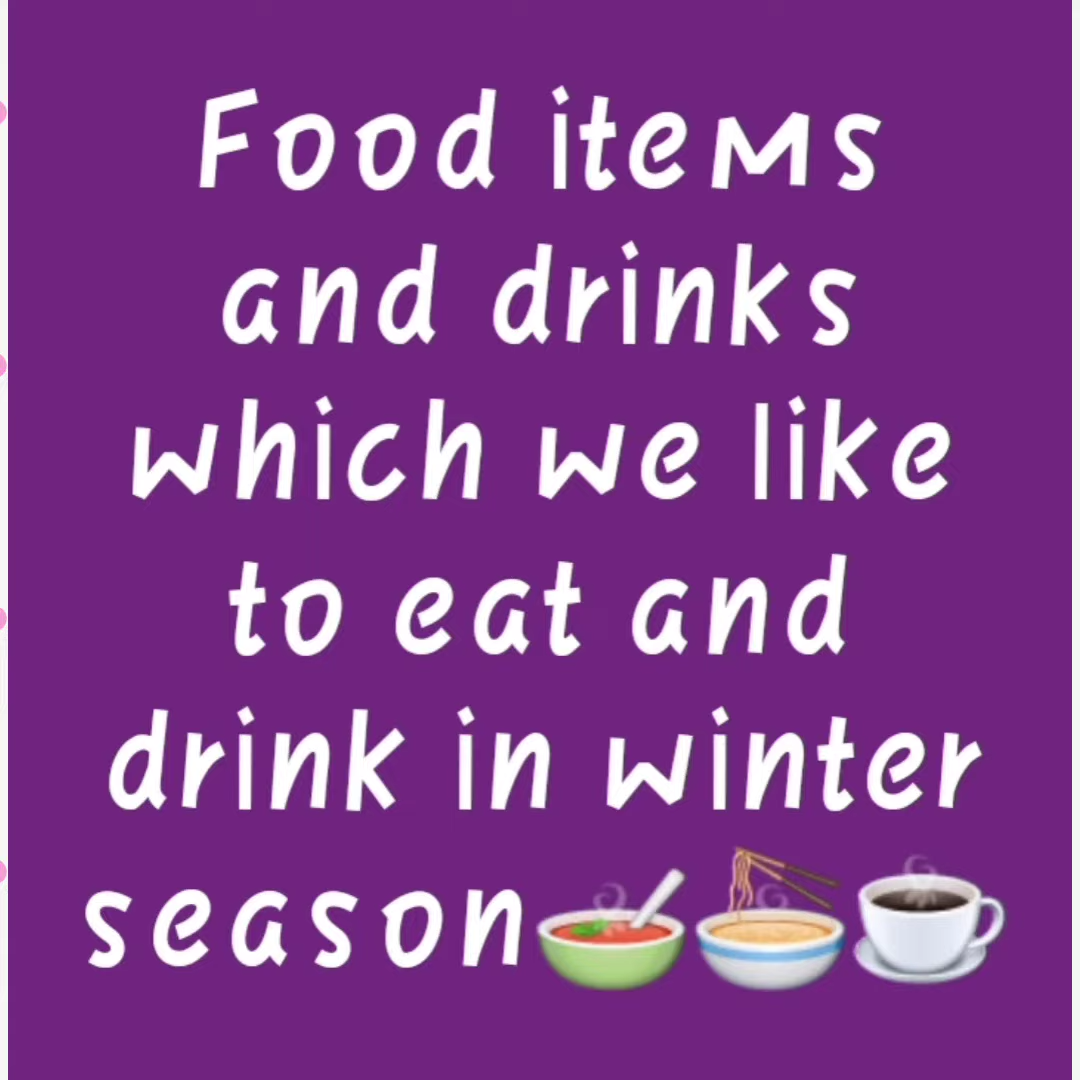 Food items
and drinks
which we like
to eat and
drink in winter
season🥣🍜☕